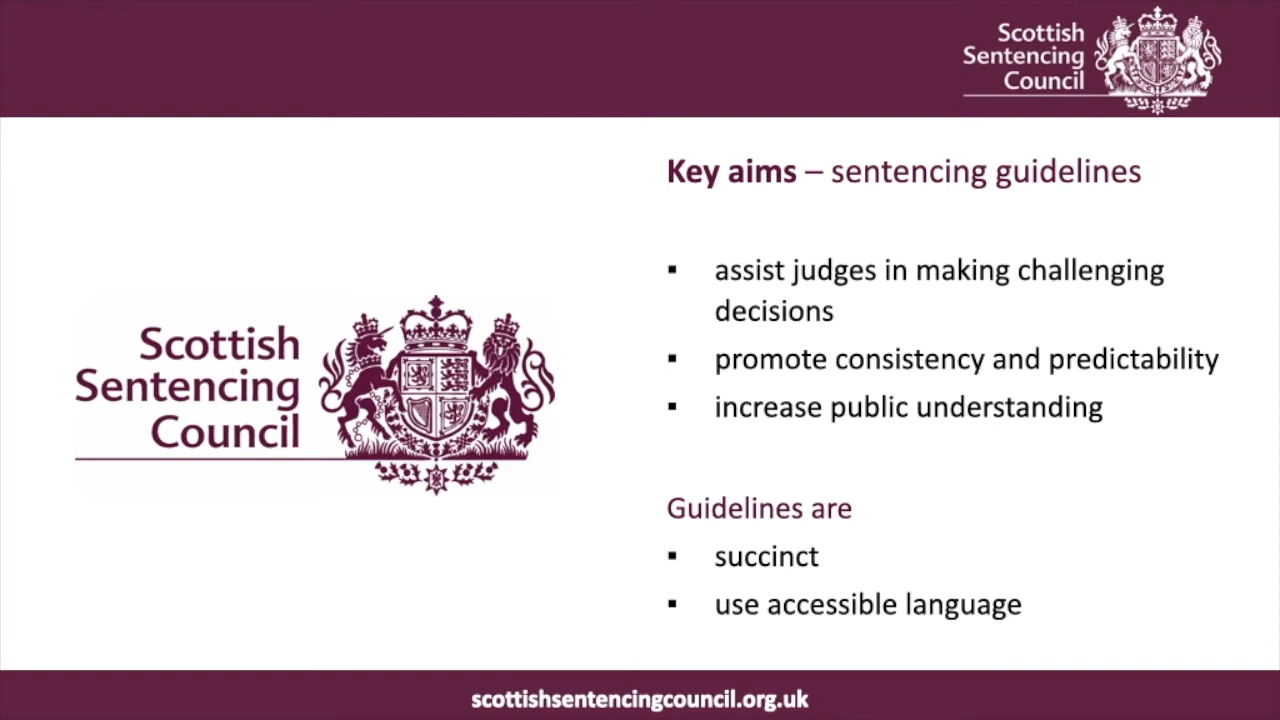 Scottish
Sentencing
Council
Key aims – sentencing guidelines
▪ assist judges in making challenging
decisions
▪ promote consistency and predictability
▪ increase public understanding
Scottish
Sentencing
Council
Guidelines are
▪ succinct
▪ use accessible language
scottishsentencingcouncil.org.uk